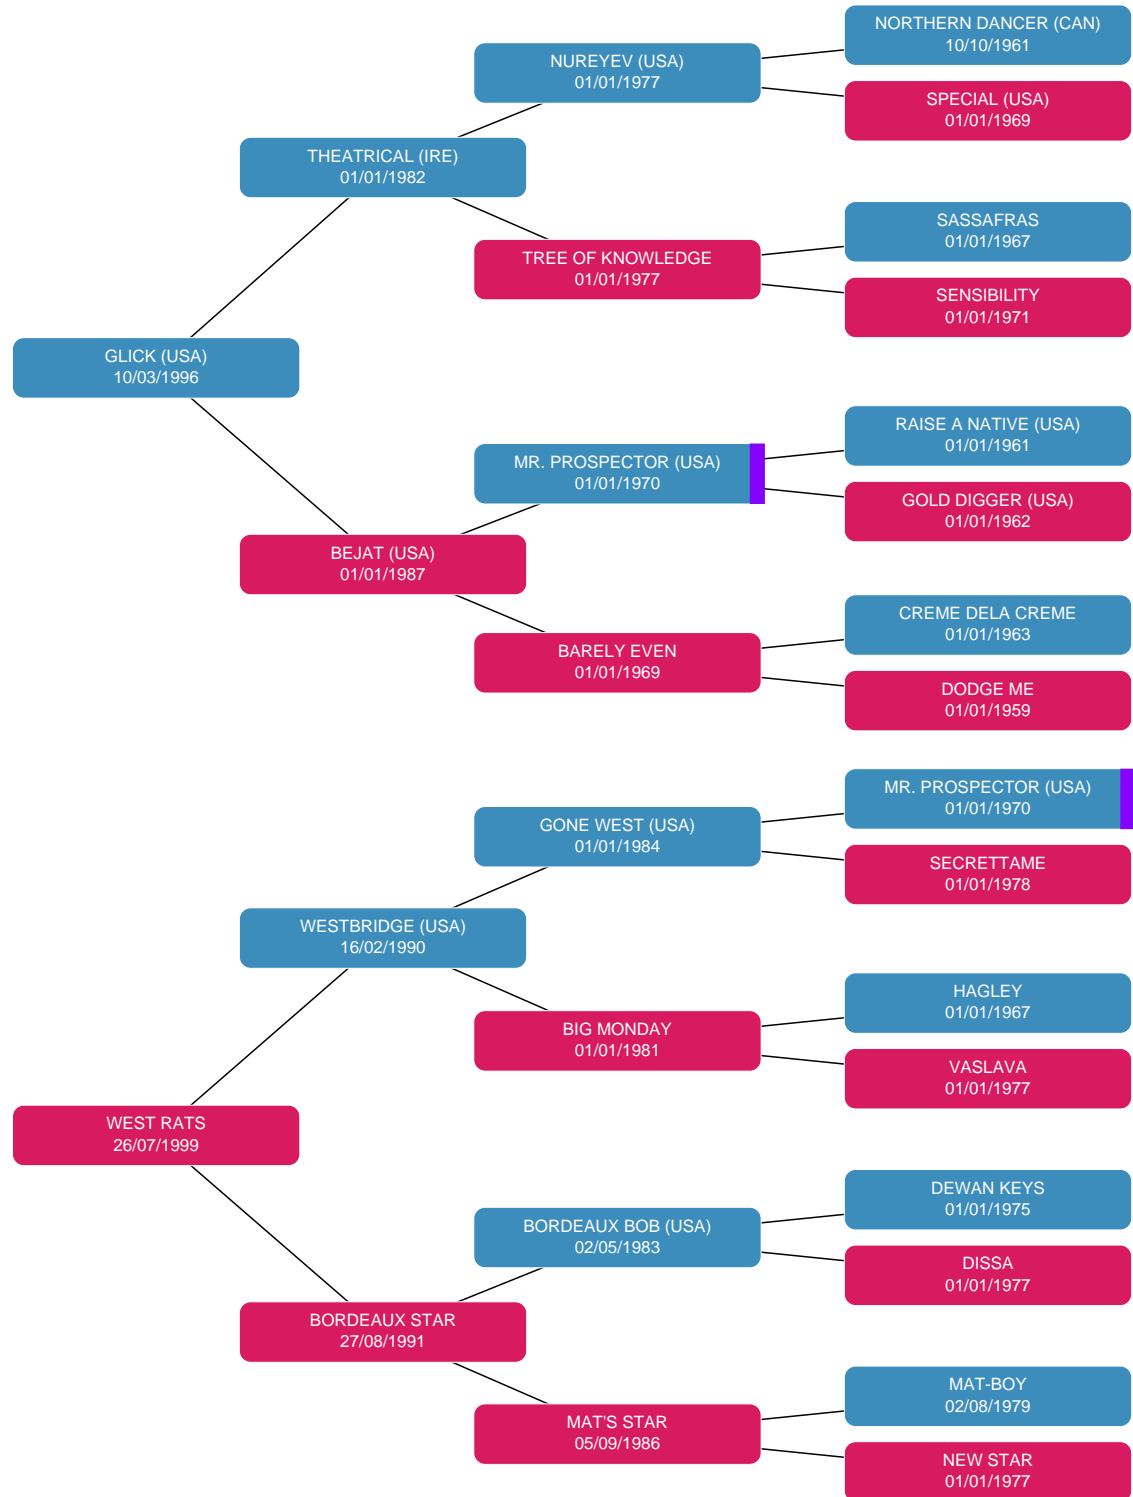 NORTHERN DANCER (CAN)
10/10/1961
NUREYEV (USA)
01/01/1977
SPECIAL (USA)
01/01/1969
THEATRICAL (IRE)
01/01/1982
SASSAFRAS
01/01/1967
TREE OF KNOWLEDGE
01/01/1977
SENSIBILITY
01/01/1971
GLICK (USA)
10/03/1996
RAISE A NATIVE (USA)
01/01/1961
MR. PROSPECTOR (USA)
01/01/1970
GOLD DIGGER (USA)
01/01/1962
BEJAT (USA)
01/01/1987
CREME DELA CREME
01/01/1963
BARELY EVEN
01/01/1969
DODGE ME
01/01/1959
MR. PROSPECTOR (USA)
01/01/1970
GONE WEST (USA)
01/01/1984
SECRETTAME
01/01/1978
WESTBRIDGE (USA)
16/02/1990
HAGLEY
01/01/1967
BIG MONDAY
01/01/1981
VASLAVA
01/01/1977
WEST RATS
26/07/1999
DEWAN KEYS
01/01/1975
BORDEAUX BOB (USA)
02/05/1983
DISSA
01/01/1977
BORDEAUX STAR
27/08/1991
MAT-BOY
02/08/1979
MAT'S STAR
05/09/1986
NEW STAR
01/01/1977